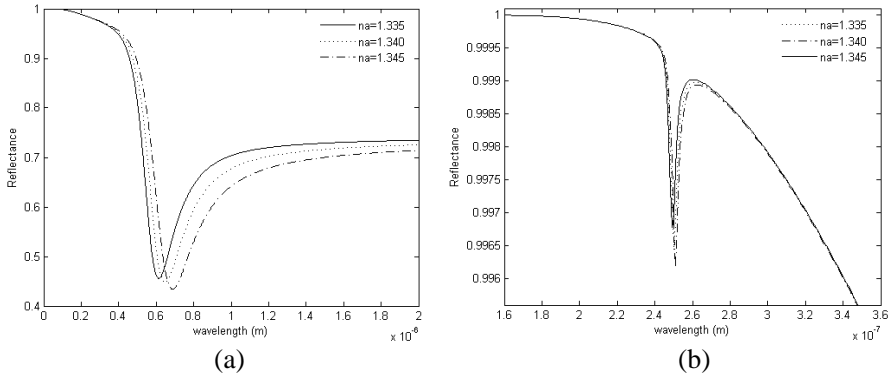 1
0.9
0.8
0.7
0.6
0.5
0.4
Reflectance
0 0.2 0.4 0.6 0.8 1 1.2 1.4 1.6 1.8 2
wavelength (m)
x 10⁻⁶
na=1.335
na=1.340
na=1.345
(a)
1
0.9995
0.999
0.9985
0.998
0.9975
0.997
0.9965
0.996
Reflectance
1.6 1.8 2 2.2 2.4 2.6 2.8 3 3.2 3.4 3.6
wavelength (m)
x 10⁻⁷
na=1.335
na=1.340
na=1.345
(b)